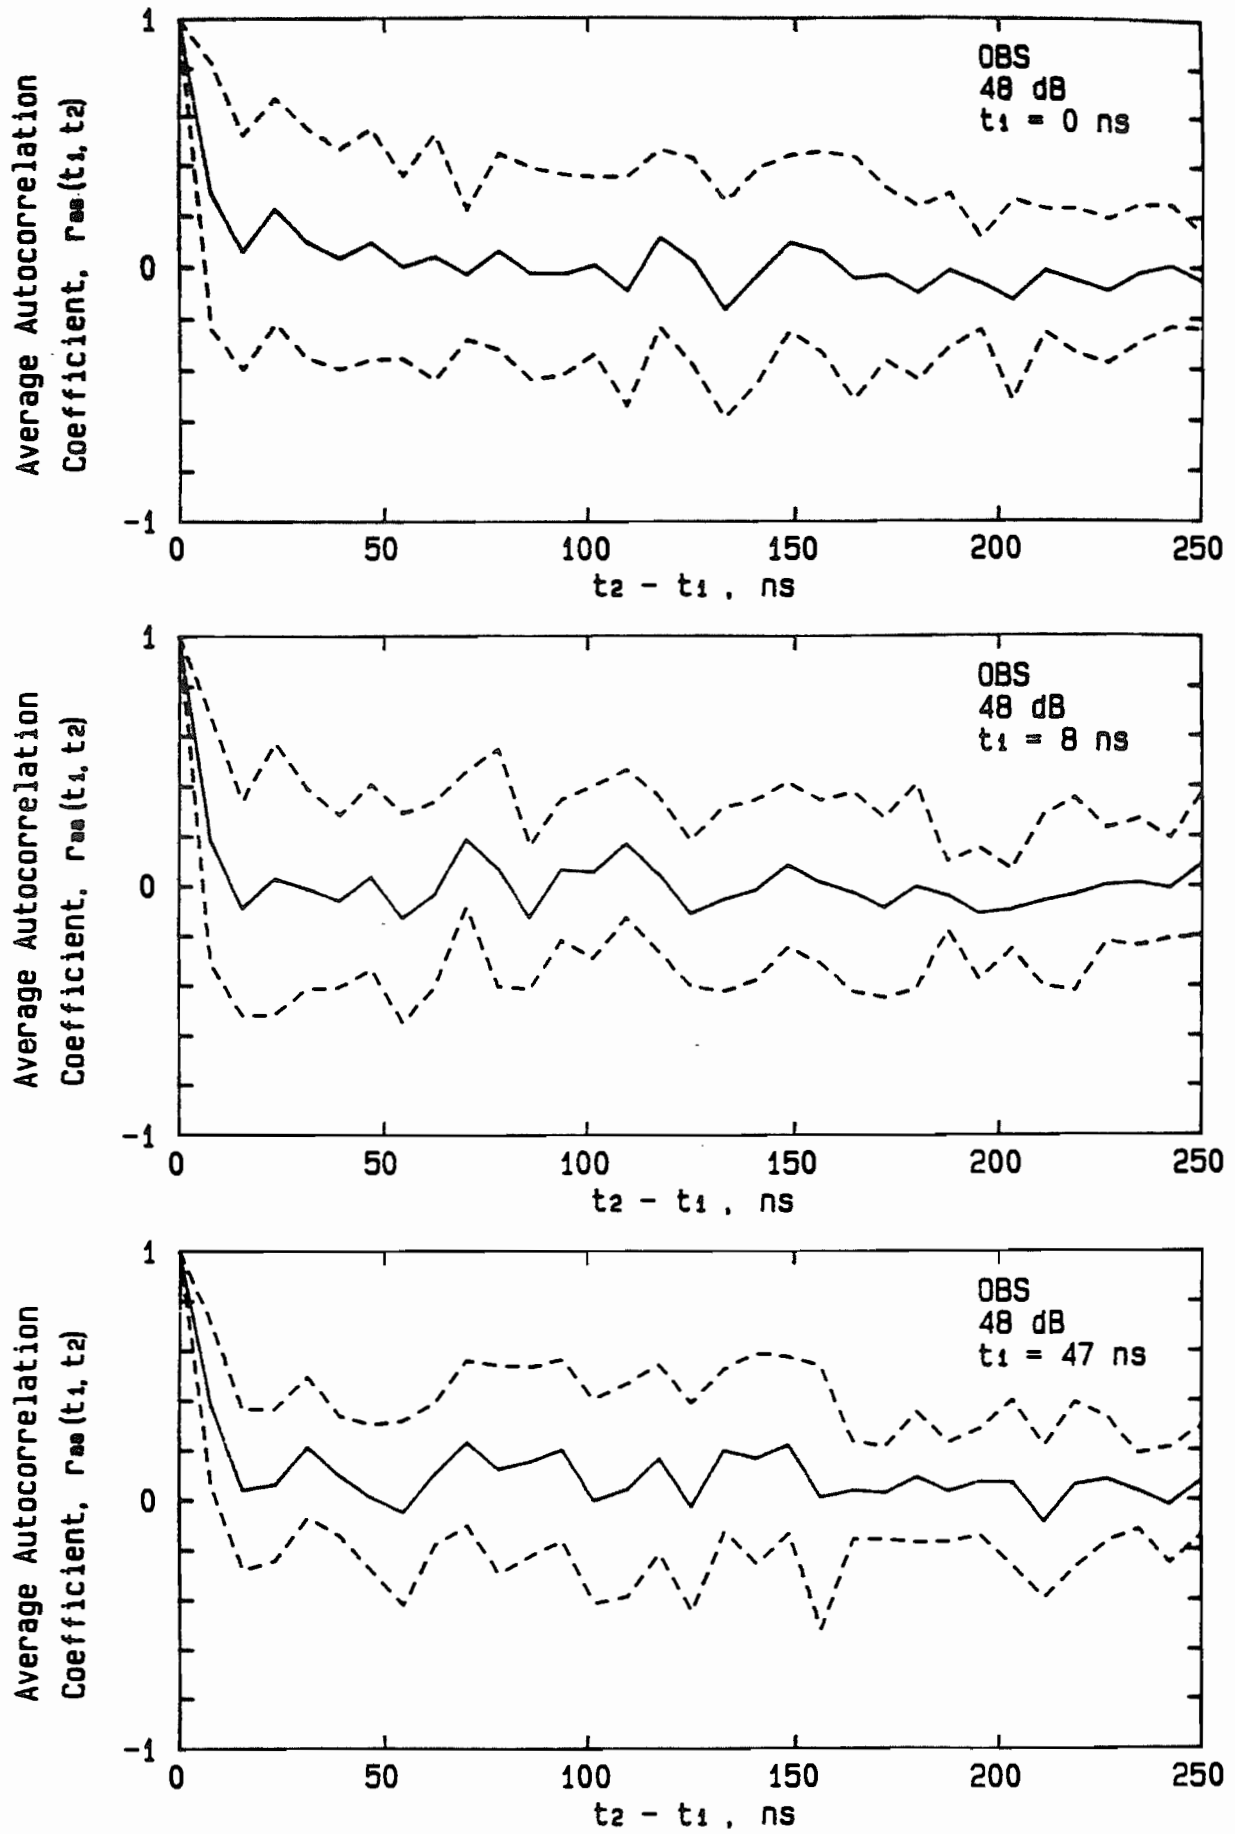 Average Autocorrelation
Coefficient, raa(t1,t2)
1
0
-1
OBS
48 dB
t1 = 0 ns
0 50 100 150 200 250
t2 - t1, ns
Average Autocorrelation
Coefficient, raa(t1,t2)
1
0
-1
OBS
48 dB
t1 = 8 ns
0 50 100 150 200 250
t2 - t1, ns
Average Autocorrelation
Coefficient, raa(t1,t2)
1
0
-1
OBS
48 dB
t1 = 47 ns
0 50 100 150 200 250
t2 - t1, ns